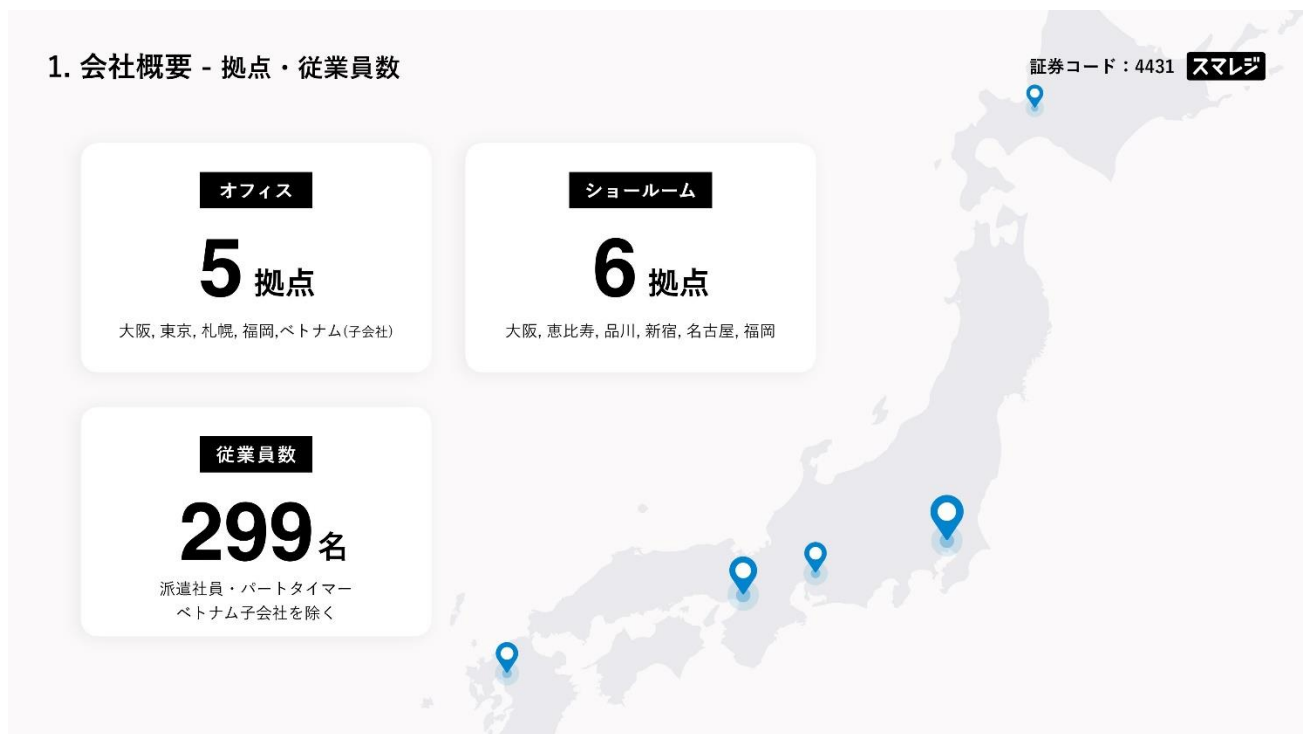 1. 会社概要 - 拠点・従業員数
証券コード：4431 スマレジ
オフィス
5 拠点
大阪, 東京, 札幌, 福岡,ベトナム(子会社)
ショールーム
6 拠点
大阪, 恵比寿, 品川, 新宿, 名古屋, 福岡
従業員数
299名
派遣社員・パートタイマー
ベトナム子会社を除く